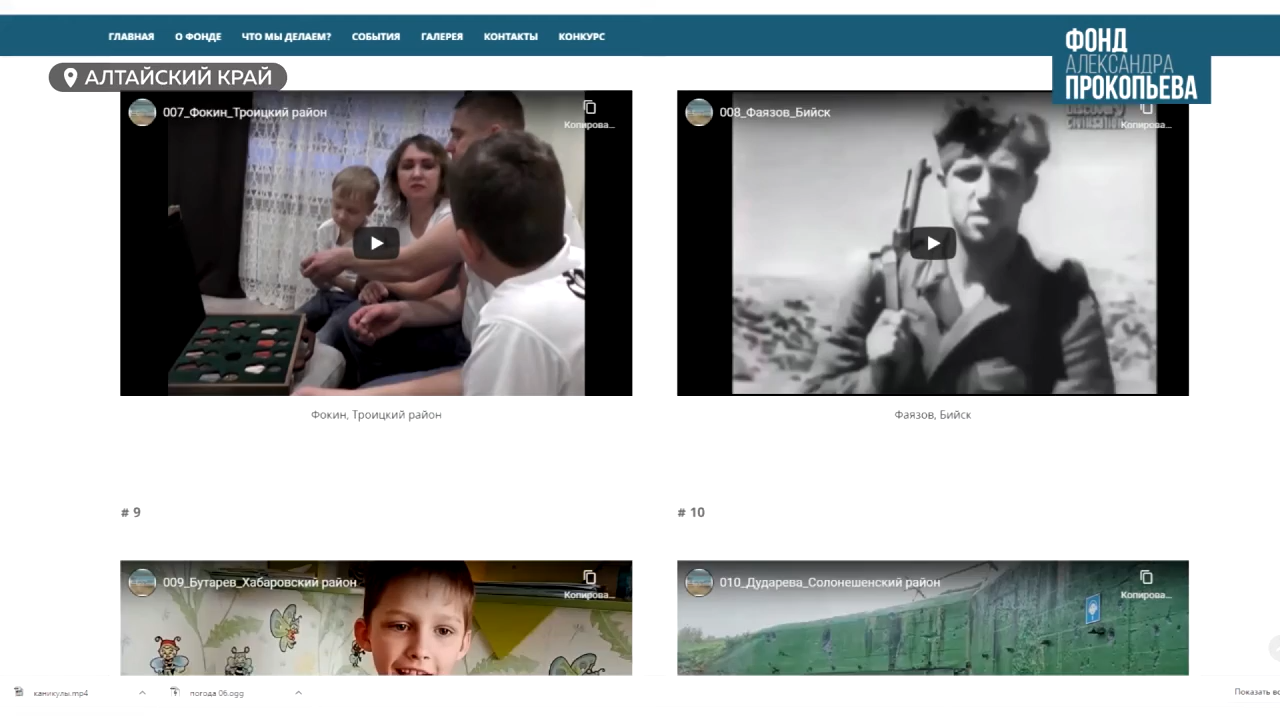 ГЛАВНАЯ О ФОНДЕ ЧТО МЫ ДЕЛАЕМ? СОБЫТИЯ ГАЛЕРЕЯ КОНТАКТЫ КОНКУРС
ФОНД
АЛЕКСАНДРА
ПРОКОПЬЕВА
АЛТАЙСКИЙ КРАЙ
007_Фокин_Троицкий район
Копирова...
008_Фаязов_Бийск
Копирова...
Discovery
civilisation
Фокин, Троицкий район
Фаязов, Бийск
# 9
# 10
009_Бутарев_Хабаровский район
Копирова...
010_Дударева_Солонешенский район
Копирова...
каникулы.mp4
погода 06.ogg
Показать вс